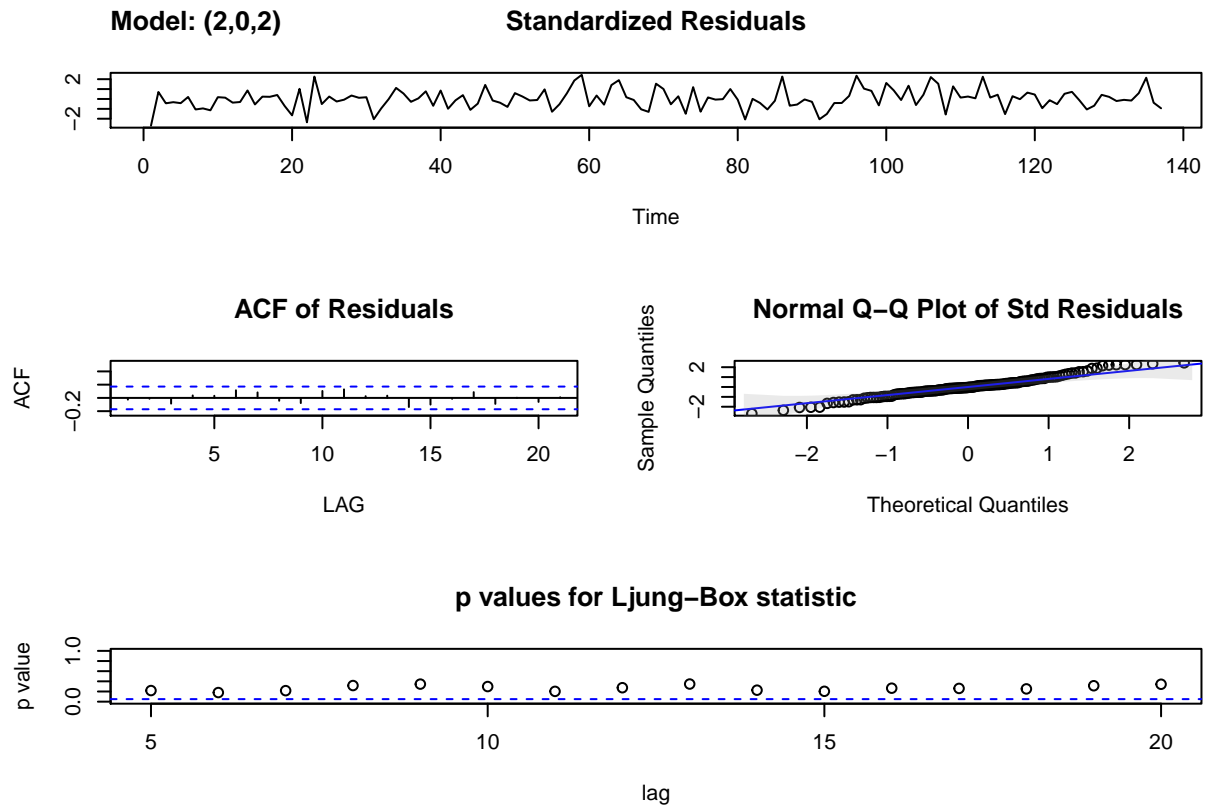 Model: (2,0,2) Standardized Residuals
2
−2
0 20 40 60 80 100 120 140
Time
ACF of Residuals
ACF
−0.2
5 10 15 20
LAG
Normal Q−Q Plot of Std Residuals
Sample Quantiles
2
−2
−2 −1 0 1 2
Theoretical Quantiles
p values for Ljung−Box statistic
p value
1.0
0.0
5 10 15 20
lag